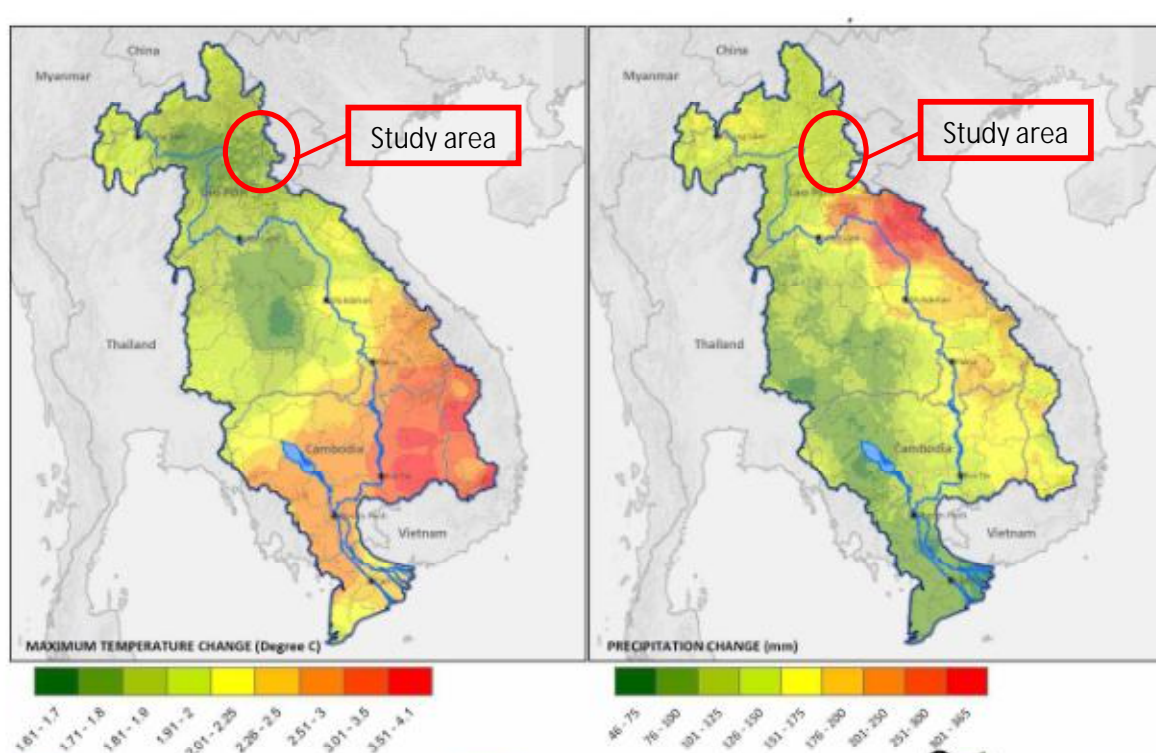 China
Myanmar
Study area
Thailand
Cambodia
Vietnam
MAXIMUM TEMPERATURE CHANGE (Degree C)
1.61 - 1.7
1.71 - 1.8
1.81 - 1.9
1.91 - 2
2.01 - 2.25
2.26 - 2.5
2.51 - 3
3.01 - 3.5
3.51 - 4.1
China
Myanmar
Study area
Thailand
Cambodia
Vietnam
PRECIPITATION CHANGE (mm)
46 - 75
76 - 100
101 - 125
126 - 150
151 - 175
176 - 200
201 - 250
251 - 300
301 - 365